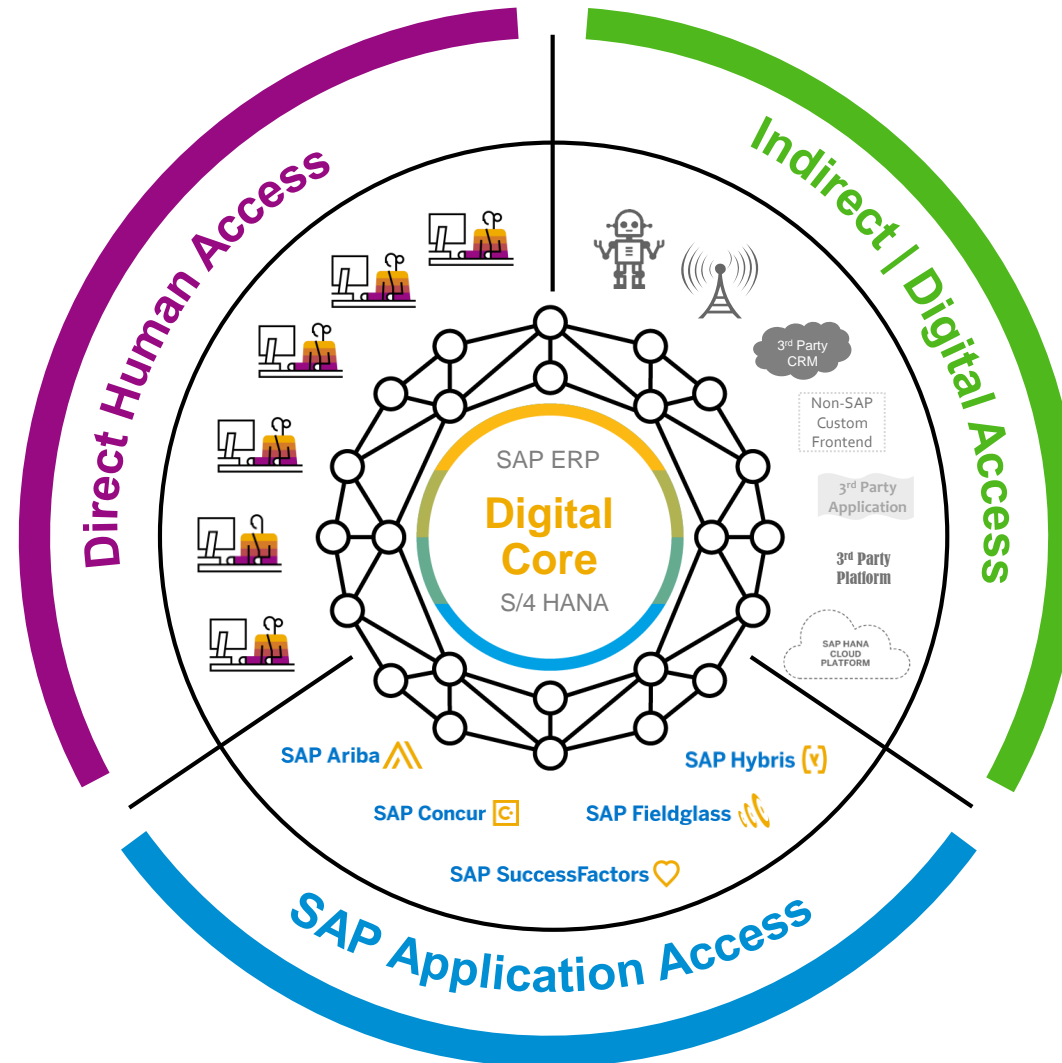 Direct Human Access
Indirect | Digital Access
3rd Party
CRM
Non-SAP
Custom
Frontend
3rd Party
Application
3rd Party
Platform
SAP HANA
CLOUD
PLATFORM
SAP ERP
Digital
Core
S/4 HANA
SAP Ariba
SAP Hybris
SAP Concur
SAP Fieldglass
SAP SuccessFactors
SAP Application Access